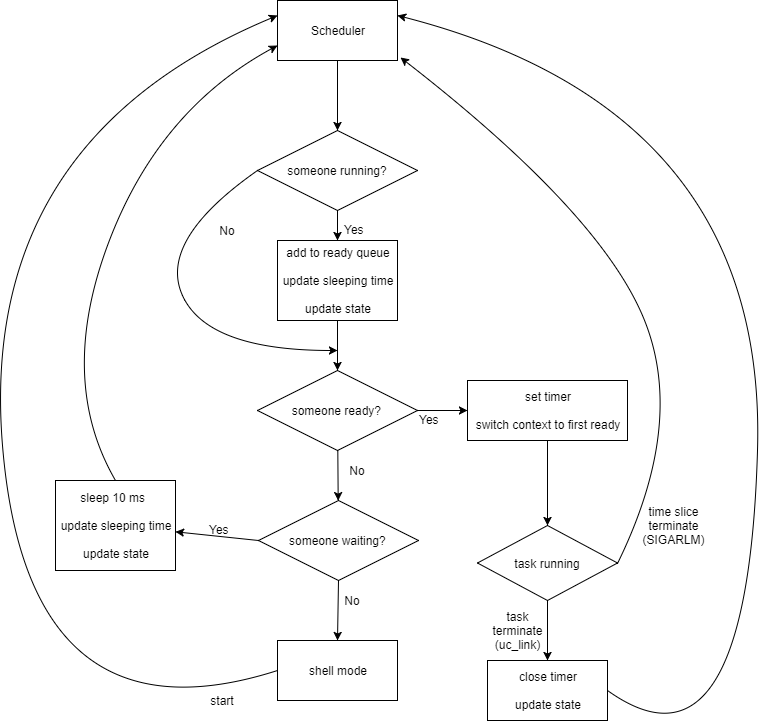 Scheduler
someone running?
No
Yes
add to ready queue
update sleeping time
update state
someone ready?
Yes
set timer
switch context to first ready
No
sleep 10 ms
update sleeping time
update state
Yes
someone waiting?
time slice
terminate
(SIGARLM)
task running
No
task
terminate
(uc_link)
shell mode
start
close timer
update state